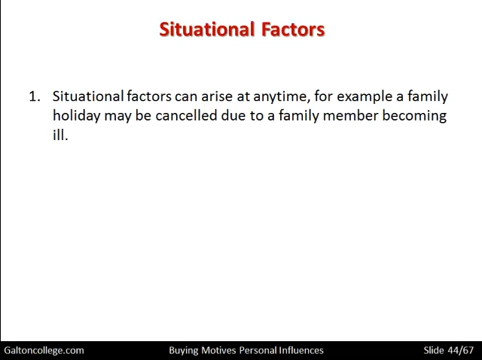 Situational Factors
1. Situational factors can arise at anytime, for example a family
holiday may be cancelled due to a family member becoming
ill.
Galtoncollege.com Buying Motives Personal Influences Slide 44/67